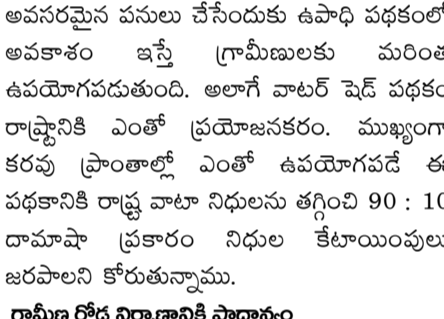 అవసరమైన పనులు చేసేందుకు ఉపాధి పథకంలో
అవకాశం ఇస్తే గ్రామీణులకు మరింత
ఉపయోగపడుతుంది. అలాగే వాటర్ షెడ్ పథకం
రాష్ట్రానికి ఎంతో ప్రయోజనకరం. ముఖ్యంగా
కరవు ప్రాంతాల్లో ఎంతో ఉపయోగపడే ఈ
పథకానికి రాష్ట్ర వాటా నిధులను తగ్గించి 90 : 10
దామాషా ప్రకారం నిధుల కేటాయింపులు
జరపాలని కోరుతున్నాము.
గ్రామీణ రోడ్ల నిర్మాణానికి ప్రాధాన్యం